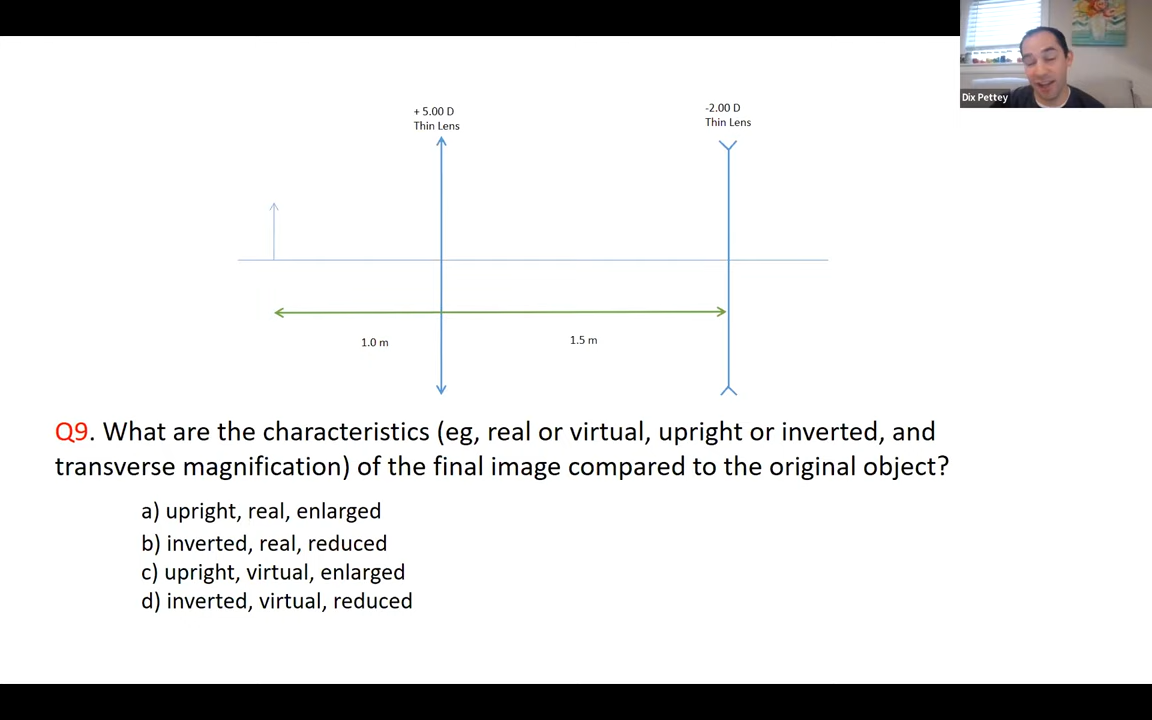 Dix Pettey
+ 5.00 D
Thin Lens
-2.00 D
Thin Lens
1.0 m
1.5 m
Q9. What are the characteristics (eg, real or virtual, upright or inverted, and
transverse magnification) of the final image compared to the original object?
a) upright, real, enlarged
b) inverted, real, reduced
c) upright, virtual, enlarged
d) inverted, virtual, reduced